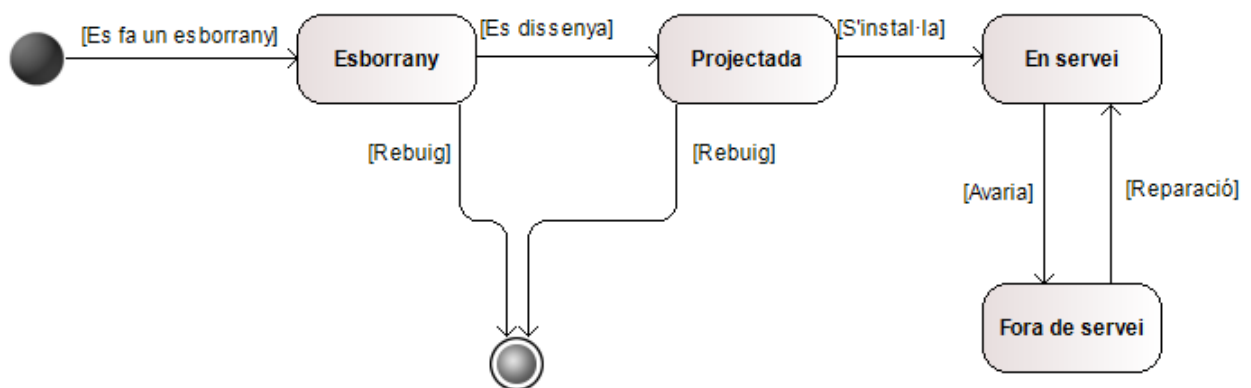 [Es fa un esborrany]
Esborrany
[Es dissenya]
Projectada
[S'instal·la]
En servei
[Rebuig]
[Rebuig]
[Avaria]
[Reparació]
Fora de servei